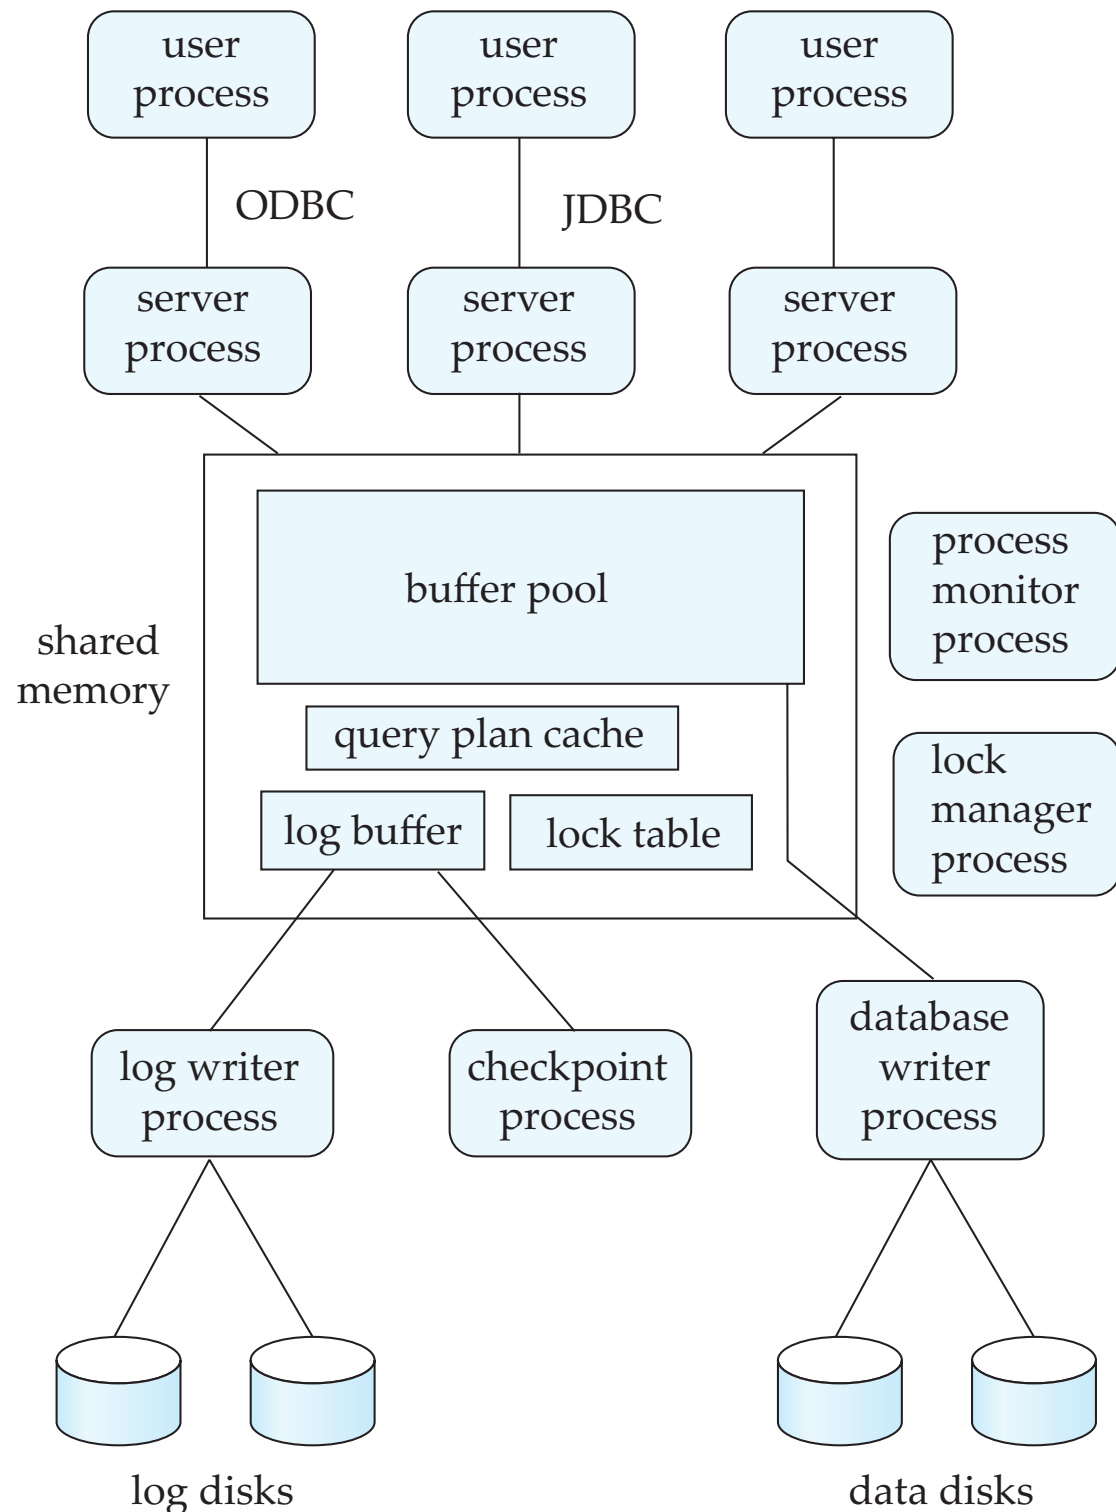 user
process
user
process
user
process
ODBC
JDBC
server
process
server
process
server
process
shared
memory
buffer pool
query plan cache
log buffer
lock table
process
monitor
process
lock
manager
process
log writer
process
checkpoint
process
database
writer
process
log disks
data disks